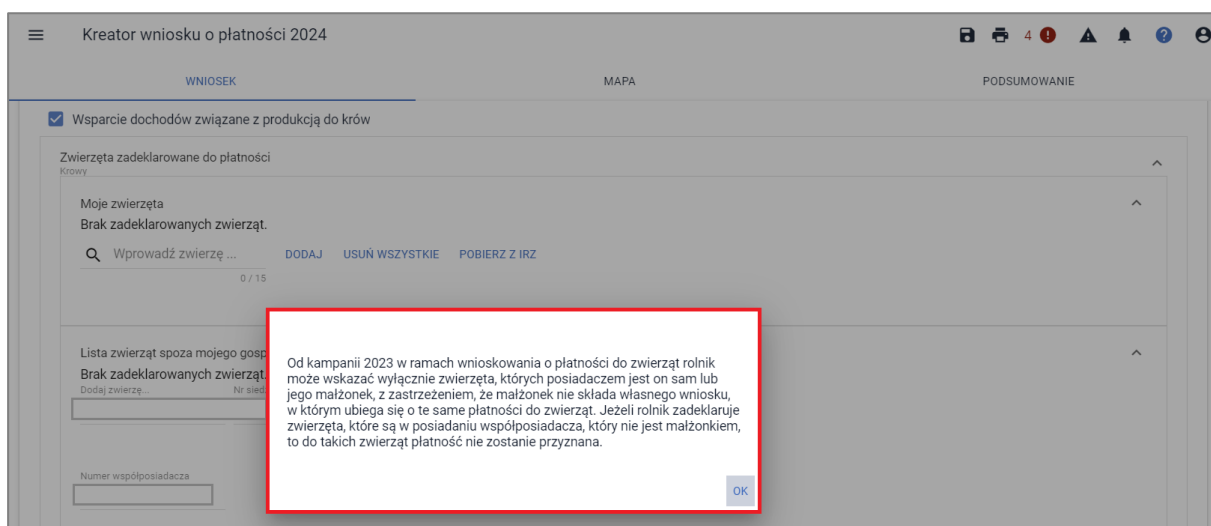 Kreator wniosku o płatności 2024
4
WNIOSEK
MAPA
PODSUMOWANIE
Wsparcie dochodów związane z produkcją do krów
Zwierzęta zadeklarowane do płatności
Krowy
Moje zwierzęta
Brak zadeklarowanych zwierząt.
Wprowadź zwierzę ...
DODAJ
USUŃ WSZYSTKIE
POBIERZ Z IRZ
0 / 15
Lista zwierząt spoza mojego
Brak zadeklarowanych zwierząt.
Dodaj zwierzę...
Nr
Numer współposiadacza
Od kampanii 2023 w ramach wnioskowania o płatności do zwierząt rolnik
może wskazać wyłącznie zwierzęta, których posiadaczem jest on sam lub
jego małżonek, z zastrzeżeniem, że małżonek nie składa własnego wniosku,
w którym ubiega się o te same płatności do zwierząt. Jeżeli rolnik zadeklaruje
zwierzęta, które są w posiadaniu współposiadacza, który nie jest małżonkiem,
to do takich zwierząt płatność nie zostanie przyznana.
OK